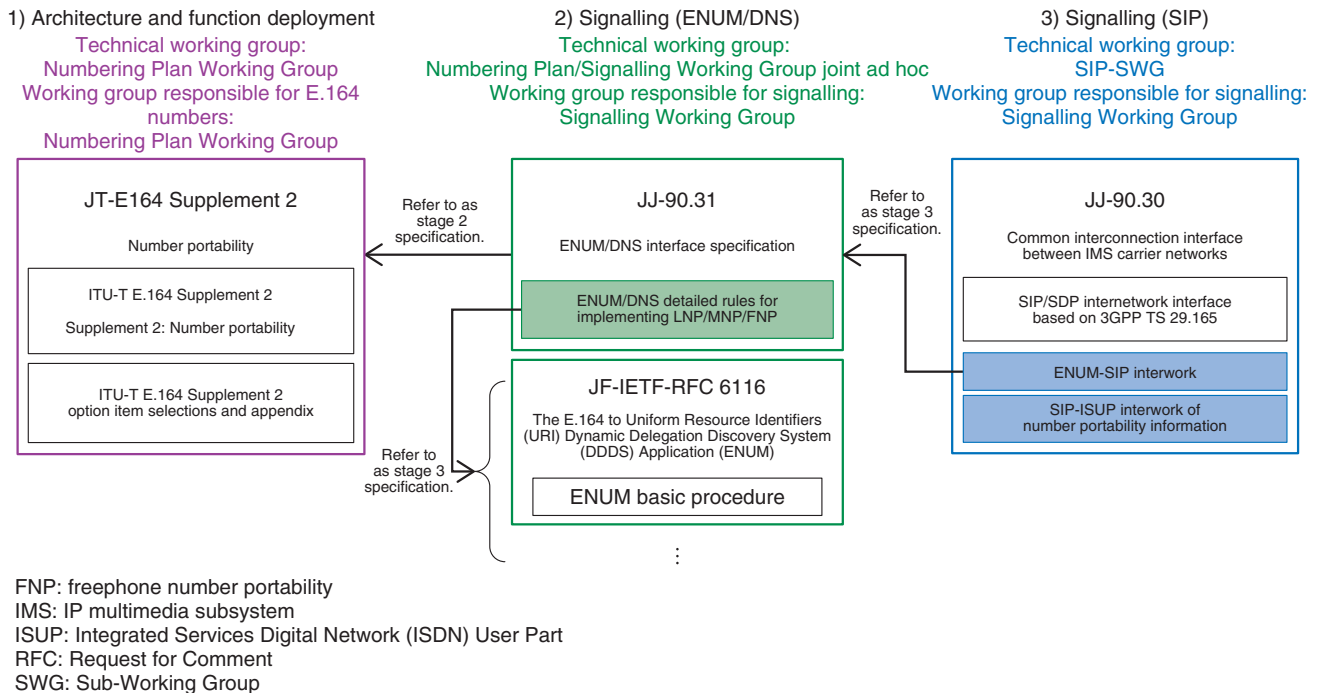 1) Architecture and function deployment
Technical working group:
Numbering Plan Working Group
Working group responsible for E.164
numbers:
Numbering Plan Working Group
JT-E164 Supplement 2
Number portability
ITU-T E.164 Supplement 2
Supplement 2: Number portability
ITU-T E.164 Supplement 2
option item selections and appendix
Refer to as
stage 2
specification.
2) Signalling (ENUM/DNS)
Technical working group:
Numbering Plan/Signalling Working Group joint ad hoc
Working group responsible for signalling:
Signalling Working Group
JJ-90.31
ENUM/DNS interface specification
ENUM/DNS detailed rules for
implementing LNP/MNP/FNP
Refer to
as stage 3
specification.
JF-IETF-RFC 6116
The E.164 to Uniform Resource Identifiers
(URI) Dynamic Delegation Discovery System
(DDDS) Application (ENUM)
ENUM basic procedure
⋮
Refer to
as stage 3
specification.
3) Signalling (SIP)
Technical working group:
SIP-SWG
Working group responsible for signalling:
Signalling Working Group
JJ-90.30
Common interconnection interface
between IMS carrier networks
SIP/SDP internetwork interface
based on 3GPP TS 29.165
ENUM-SIP interwork
SIP-ISUP interwork of
number portability information
FNP: freephone number portability
IMS: IP multimedia subsystem
ISUP: Integrated Services Digital Network (ISDN) User Part
RFC: Request for Comment
SWG: Sub-Working Group